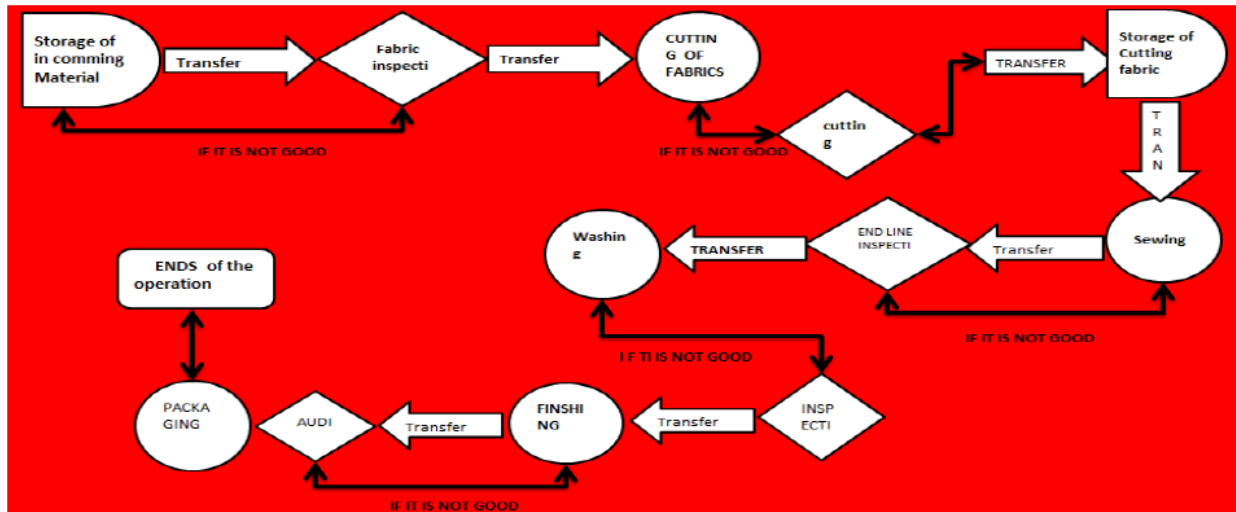 Storage of
in comming
Material
Transfer
Fabric
inspecti
Transfer
CUTTIN
G OF
FABRICS
TRANSFER
Storage of
Cutting
fabric
IF IT IS NOT GOOD
IF IT IS NOT GOOD
cuttin
g
T
R
A
N
Washin
g
TRANSFER
END LINE
INSPECTI
Transfer
Sewing
IF IT IS NOT GOOD
ENDS of the
operation
I F TI IS NOT GOOD
PACKA
GING
AUDI
Transfer
FINSHI
NG
Transfer
INSP
ECTI
IF IT IS NOT GOOD